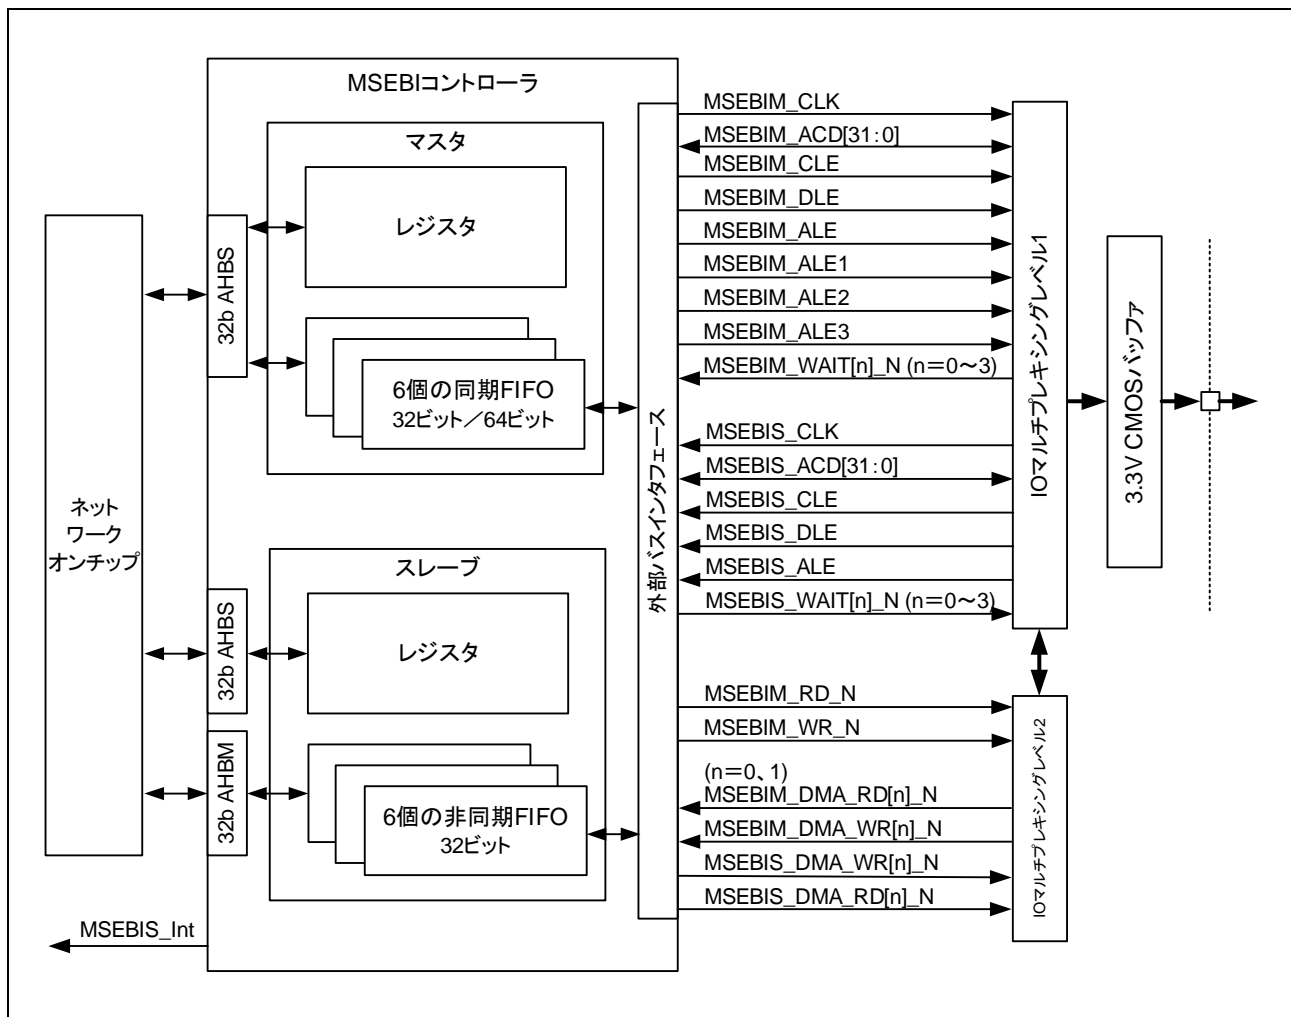 MSEBIコントローラ
マスタ
レジスタ
6個の同期FIFO
32ビット／64ビット
32b AHBS
ネット
ワーク
オンチップ
スレーブ
レジスタ
6個の非同期FIFO
32ビット
32b AHBS
32b AHBM
MSEBIS_Int
外部バスインタフェース
MSEBIM_CLK
MSEBIM_ACD[31:0]
MSEBIM_CLE
MSEBIM_DLE
MSEBIM_ALE
MSEBIM_ALE1
MSEBIM_ALE2
MSEBIM_ALE3
MSEBIM_WAIT[n]_N (n＝0～3)
MSEBIS_CLK
MSEBIS_ACD[31:0]
MSEBIS_CLE
MSEBIS_DLE
MSEBIS_ALE
MSEBIS_WAIT[n]_N (n＝0～3)
MSEBIM_RD_N
MSEBIM_WR_N
(n＝0、1)
MSEBIM_DMA_RD[n]_N
MSEBIM_DMA_WR[n]_N
MSEBIS_DMA_WR[n]_N
MSEBIS_DMA_RD[n]_N
IOマルチプレキシングレベル1
IOマルチプレキシングレベル2
3.3V CMOSバッファ